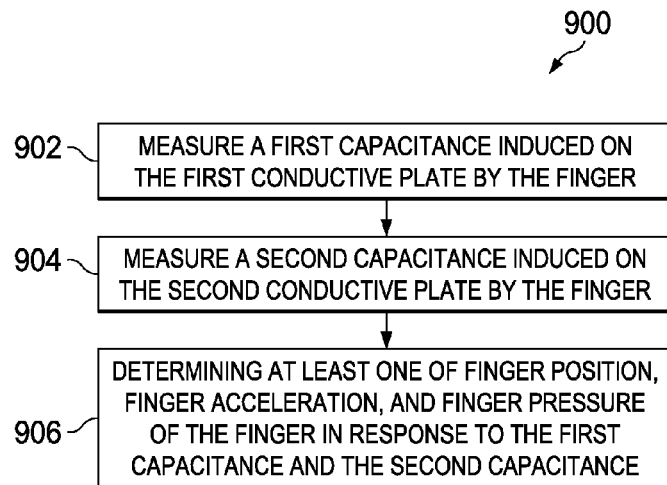 900
902
MEASURE A FIRST CAPACITANCE INDUCED ON
THE FIRST CONDUCTIVE PLATE BY THE FINGER
904
MEASURE A SECOND CAPACITANCE INDUCED ON
THE SECOND CONDUCTIVE PLATE BY THE FINGER
906
DETERMINING AT LEAST ONE OF FINGER POSITION,
FINGER ACCELERATION, AND FINGER PRESSURE
OF THE FINGER IN RESPONSE TO THE FIRST
CAPACITANCE AND THE SECOND CAPACITANCE